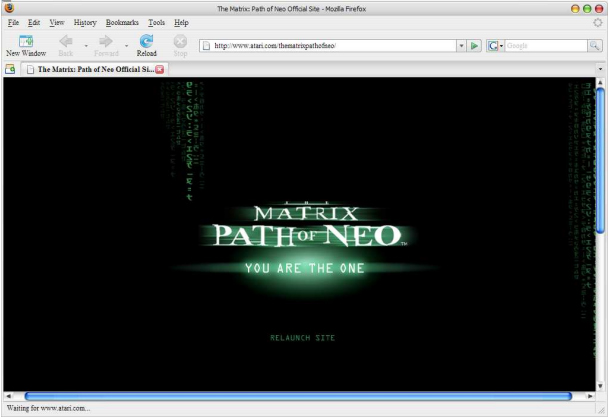 The Matrix: Path of Neo Official Site - Mozilla Firefox
File Edit View History Bookmarks Tools Help
New Window Back Forward Reload Stop
http://www.atari.com/thematrixpathofneo/
G Google
The Matrix: Path of Neo Official Si...
THE
MATRIX
PATH OF NEO™
YOU ARE THE ONE
RELAUNCH SITE
Waiting for www.atari.com...